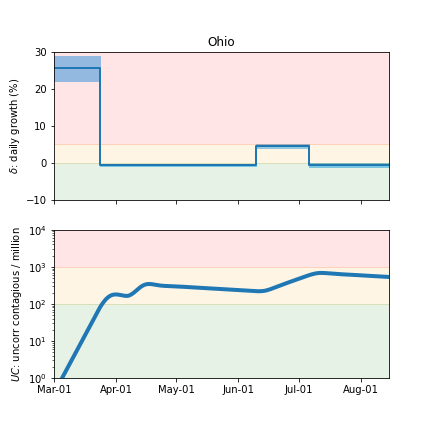 Ohio
30
20
10
0
−10
δ: daily growth (%)
10⁴
10³
10²
10¹
10⁰
UC: uncorr contagious / million
Mar-01 Apr-01 May-01 Jun-01 Jul-01 Aug-01